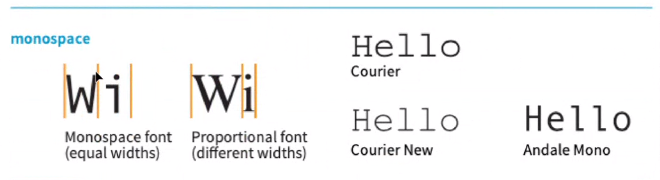 monospace
Wi
Monospace font
(equal widths)
Wi
Proportional font
(different widths)
Hello
Courier
Hello
Courier New
Hello
Andale Mono